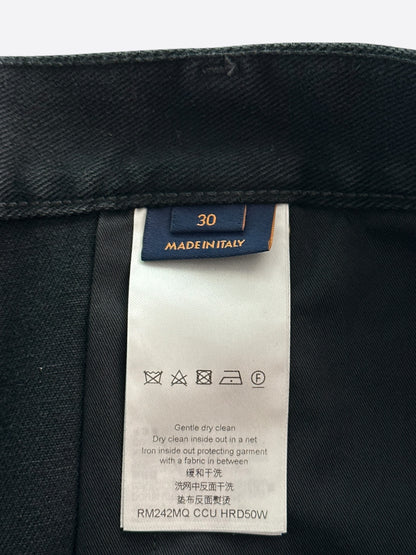 30
MADE IN ITALY
Gentle dry clean
Dry clean inside out in a net
Iron inside out protecting garment
with a fabric in between
缓和干洗
洗网中反面干洗
垫布反面熨烫
RM242MQ CCU HRD50W